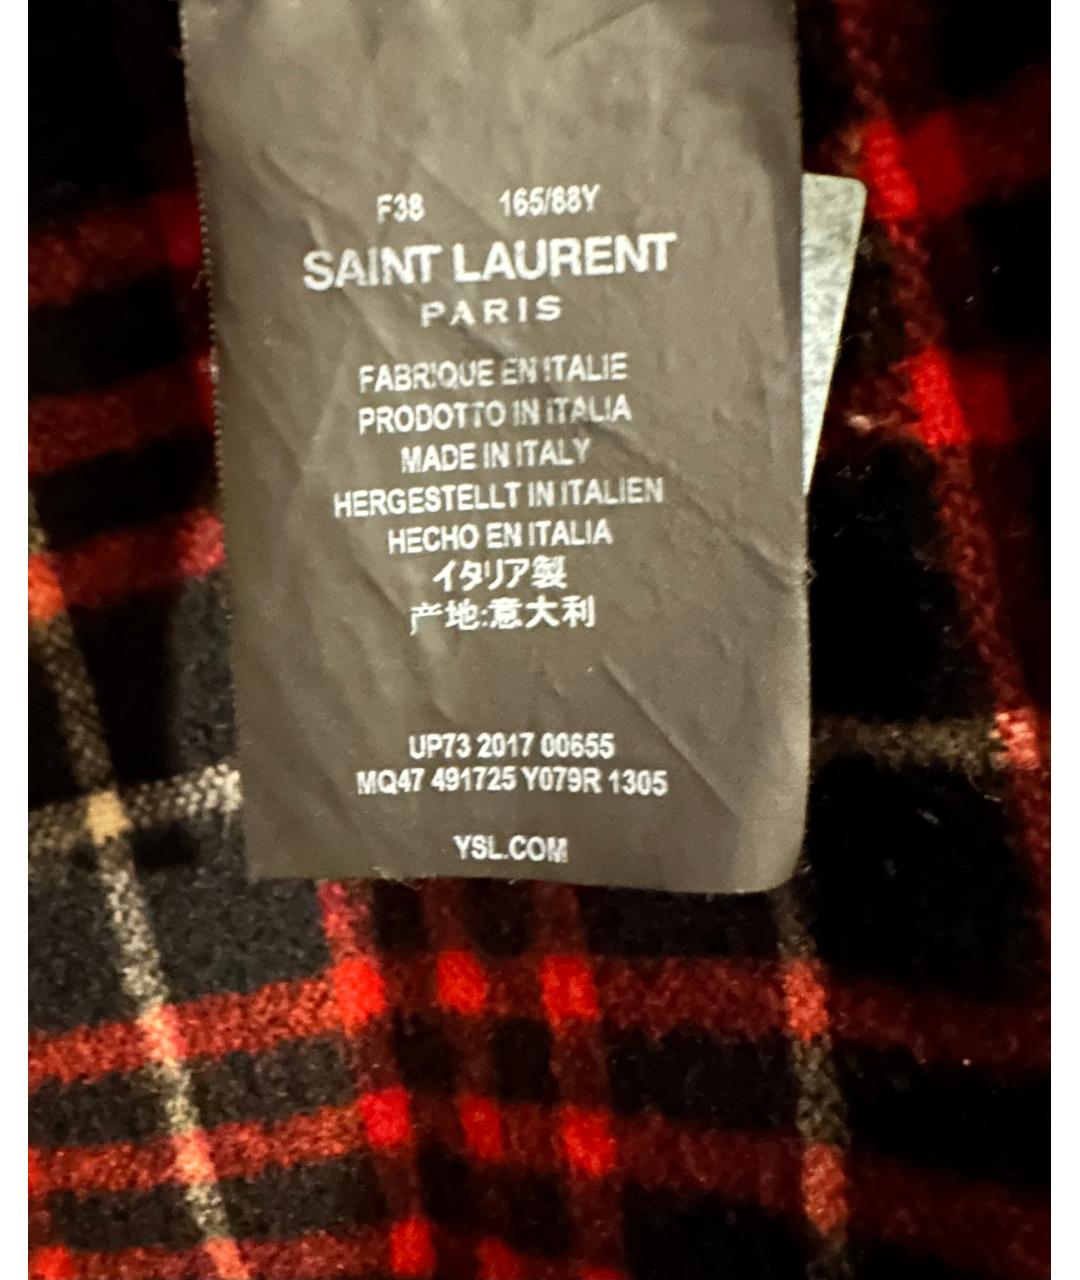 F38 165/88Y
SAINT LAURENT
PARIS
FABRIQUE EN ITALIE
PRODOTTO IN ITALIA
MADE IN ITALY
HERGESTELLT IN ITALIEN
HECHO EN ITALIA
イタリア製
产地:意大利
UP73 2017 00655
MQ47 491725 Y079R 1305
YSL.COM